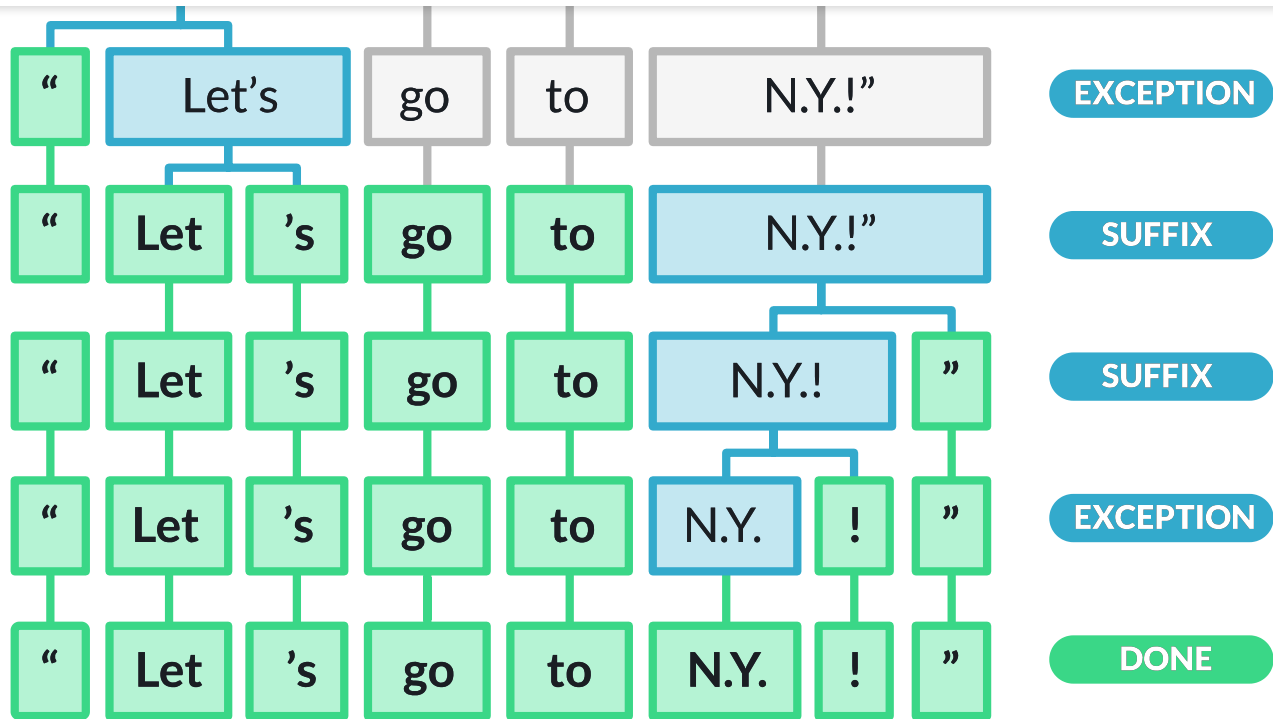 “ Let’s go to N.Y.!” EXCEPTION
“ Let ’s go to N.Y.!” SUFFIX
“ Let ’s go to N.Y.! ” SUFFIX
“ Let ’s go to N.Y. ! ” EXCEPTION
“ Let ’s go to N.Y. ! ” DONE